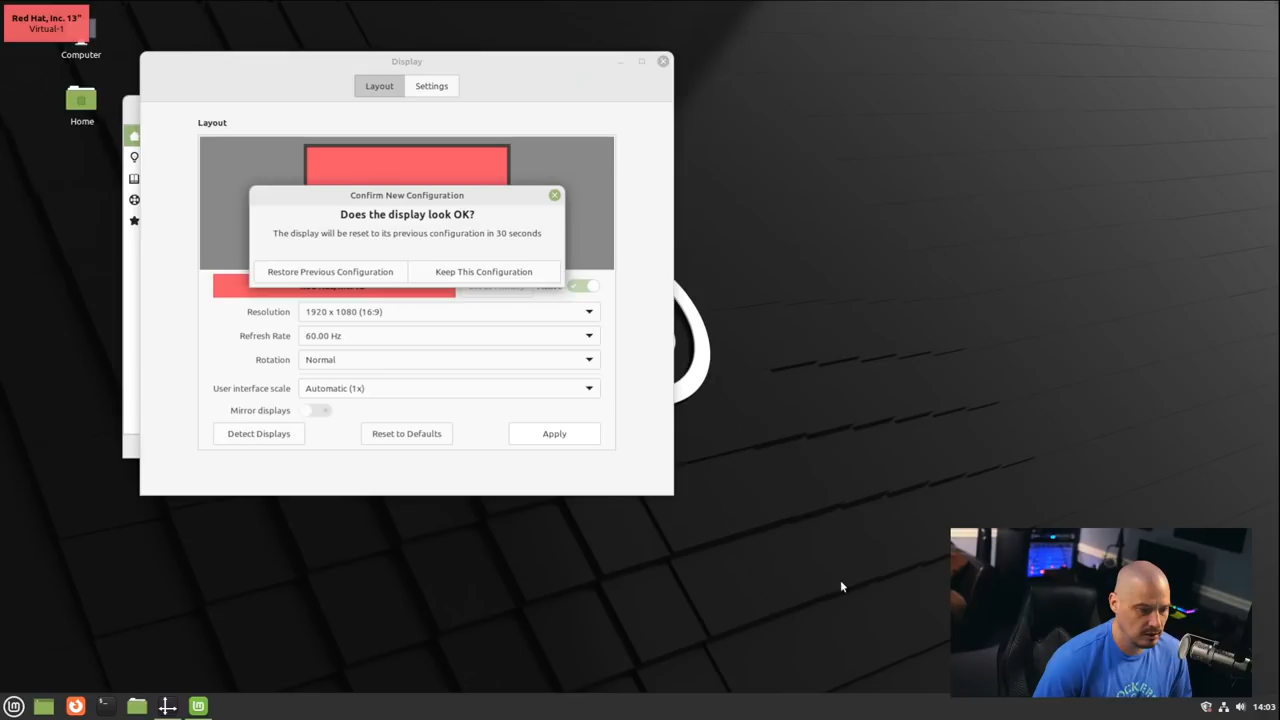 Red Hat, Inc. 13"
Virtual-1
Computer
Home
Display
Layout
Settings
Layout
Confirm New Configuration
Does the display look OK?
The display will be reset to its previous configuration in 30 seconds
Restore Previous Configuration
Keep This Configuration
Resolution
1920 x 1080 (16:9)
Refresh Rate
60.00 Hz
Rotation
Normal
User interface scale
Automatic (1x)
Mirror displays
Detect Displays
Reset to Defaults
Apply
14:03